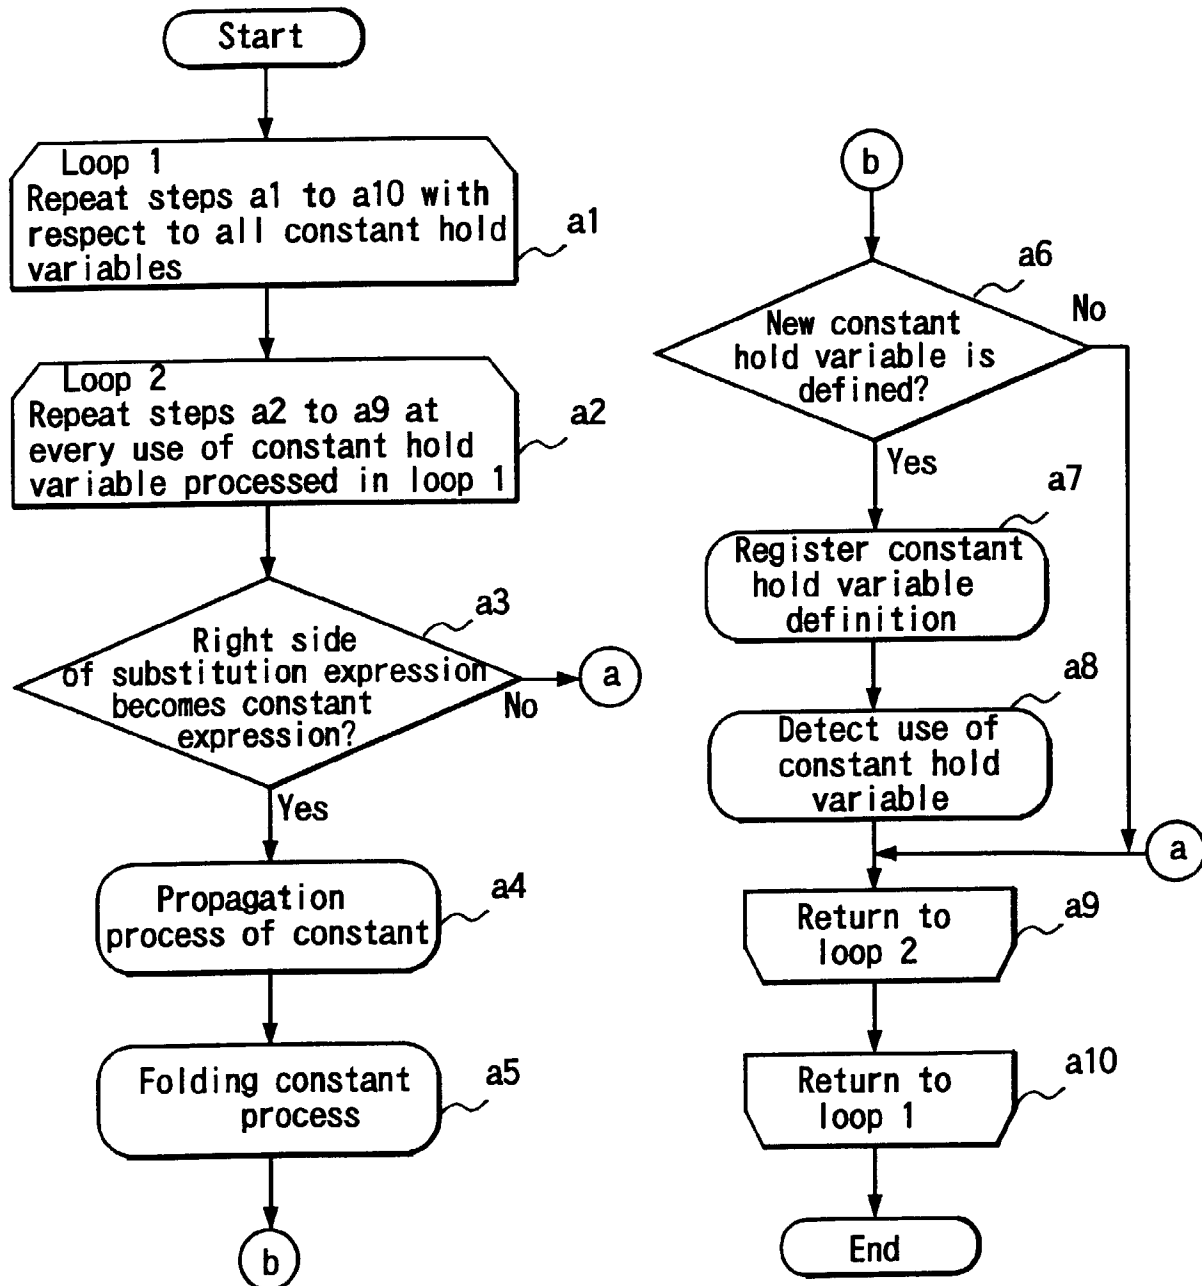 Start
Loop 1
Repeat steps a1 to a10 with
respect to all constant hold
variables
a1
Loop 2
Repeat steps a2 to a9 at
every use of constant hold
variable processed in loop 1
a2
Right side
of substitution expression
becomes constant
expression?
a3
No
a
Yes
Propagation
process of constant
a4
Folding constant
process
a5
b
b
New constant
hold variable is
defined?
a6
No
Yes
Register constant
hold variable
definition
a7
Detect use of
constant hold
variable
a8
a
Return to
loop 2
a9
Return to
loop 1
a10
End